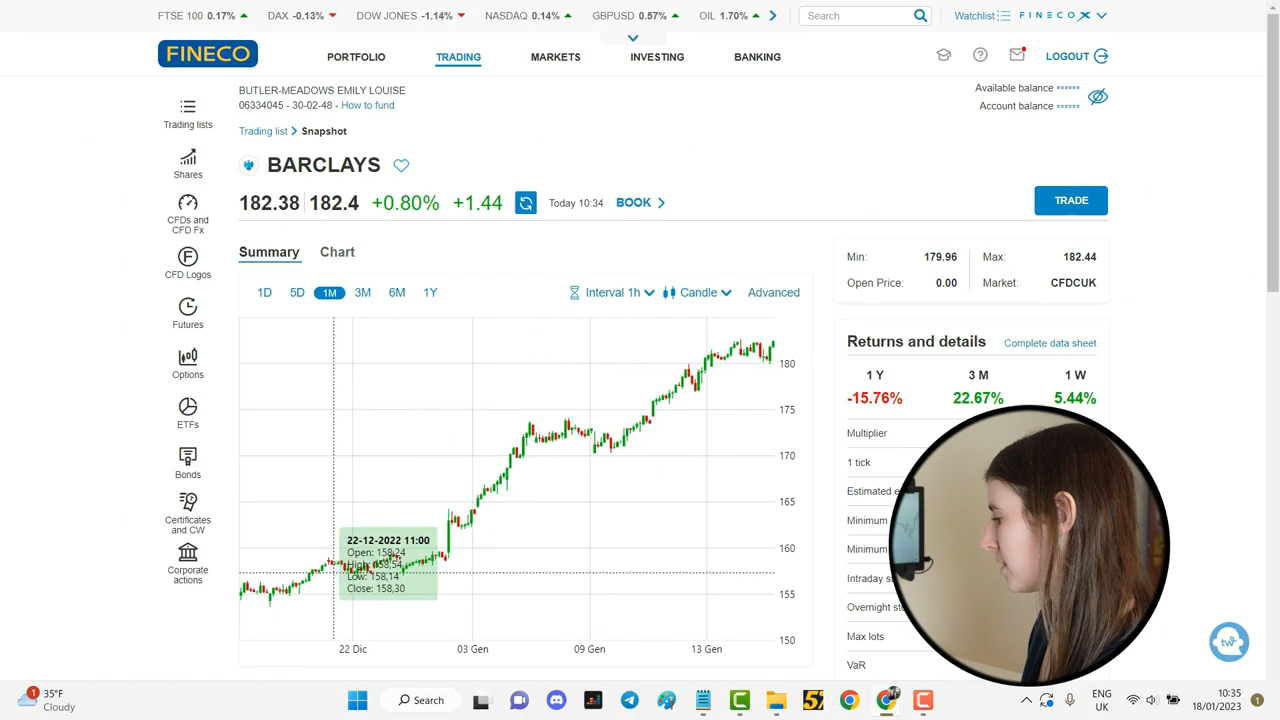 FTSE 100 0.17% DAX -0.13% DOW JONES -1.14% NASDAQ 0.14% GBPUSD 0.57% OIL 1.70% Search Watchlist FINECOX
FINECO PORTFOLIO TRADING MARKETS INVESTING BANKING LOGOUT
BUTLER-MEADOWS EMILY LOUISE
06334045 - 30-02-48 - How to fund
Available balance ******
Account balance ******
Trading list > Snapshot
BARCLAYS
182.38 182.4 +0.80% +1.44 Today 10:34 BOOK TRADE
Trading lists
Shares
CFDs and
CFD Fx
CFD Logos
Futures
Options
ETFs
Bonds
Certificates
and CW
Corporate
actions
Summary Chart
1D 5D 1M 3M 6M 1Y Interval 1h Candle Advanced
180
175
170
165
160
155
150
22-12-2022 11:00
Open: 158,24
High: 158,54
Low: 158,14
Close: 158,30
22 Dic 03 Gen 09 Gen 13 Gen
Min: 179.96 Max: 182.44
Open Price: 0.00 Market: CFDCUK
Returns and details Complete data sheet
1 Y 3 M 1 W
-15.76% 22.67% 5.44%
Multiplier
1 tick
Estimated
Minimum
Minimum
Intraday
Overnight
Max lots
VaR
tw
1 35°F
Cloudy
Search
57
ENG
UK
10:35
18/01/2023
1